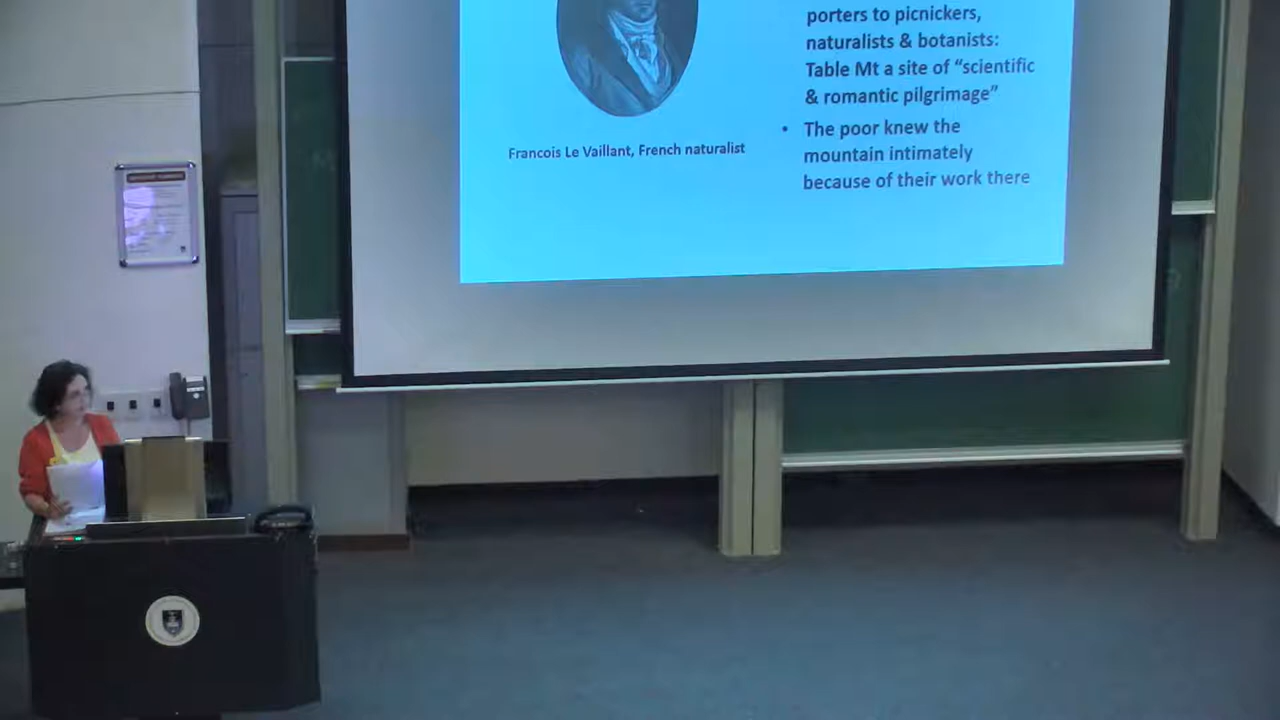 Francois Le Vaillant, French naturalist
porters to picnickers,
naturalists & botanists:
Table Mt a site of “scientific
& romantic pilgrimage”
• The poor knew the
mountain intimately
because of their work there